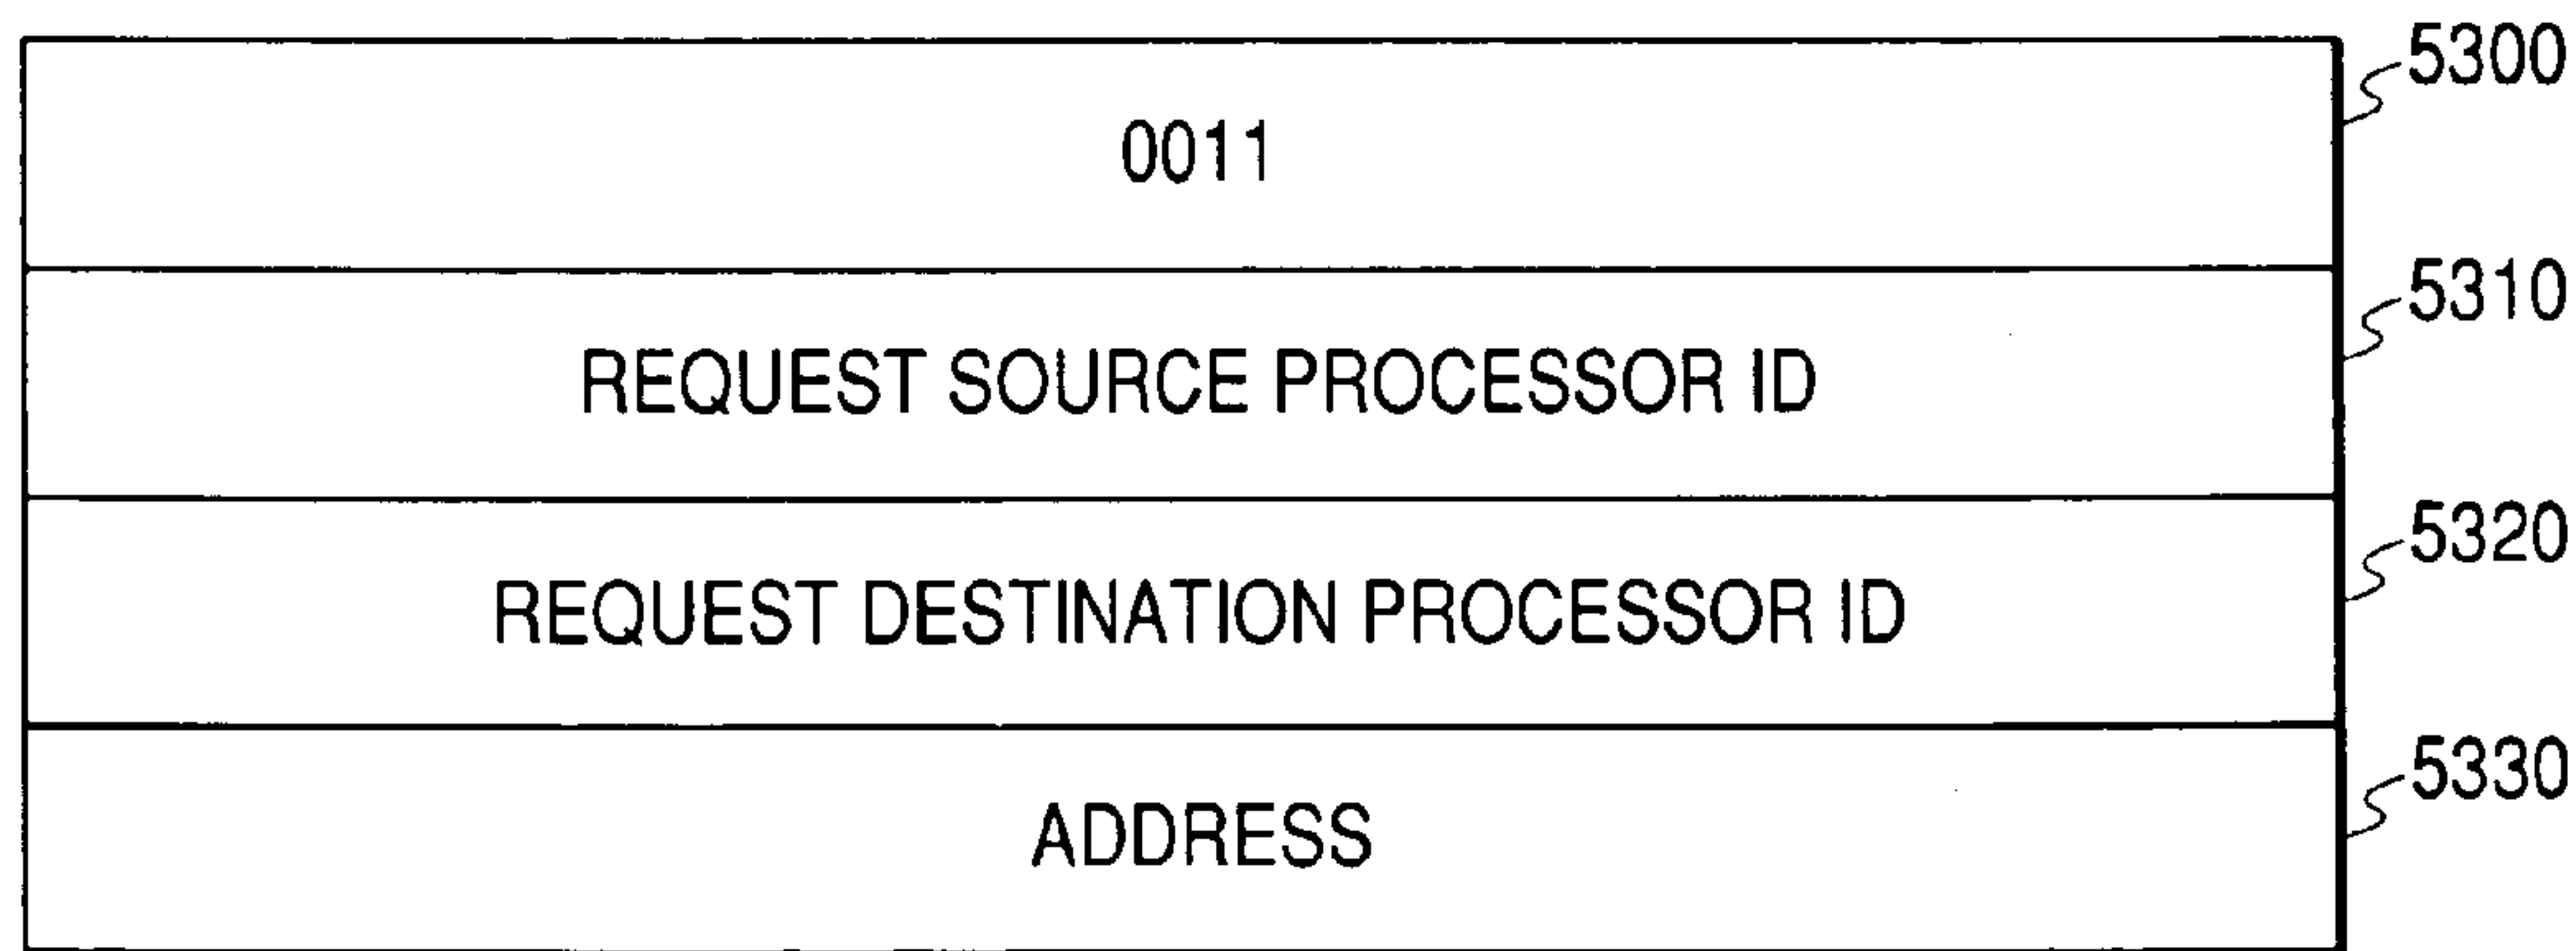 5300
0011
5310
REQUEST SOURCE PROCESSOR ID
5320
REQUEST DESTINATION PROCESSOR ID
5330
ADDRESS